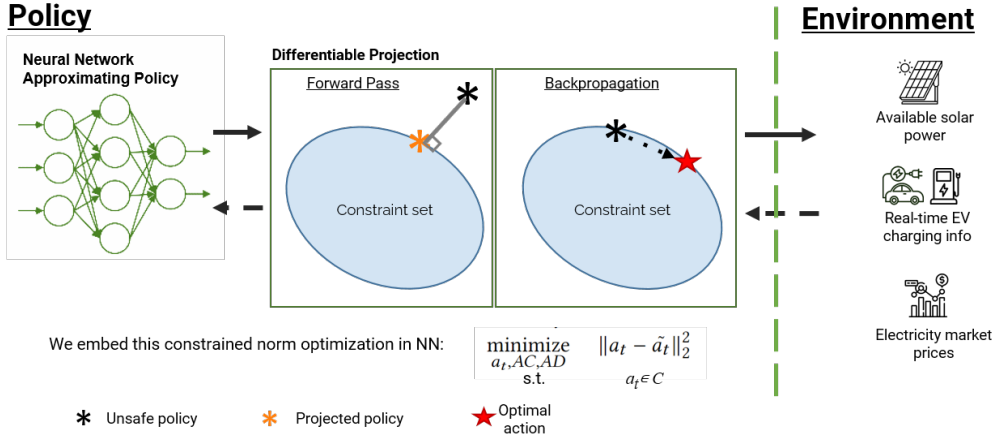 Policy
Environment
Neural Network
Approximating Policy
Differentiable Projection
Forward Pass
Backpropagation
Constraint set
Constraint set
Available solar
power
Real-time EV
charging info
Electricity market
prices
We embed this constrained norm optimization in NN:
minimize ‖a_t − ã_t‖²₂
a_t,AC,AD
s.t. a_t∈C
* Unsafe policy
* Projected policy
★ Optimal
action